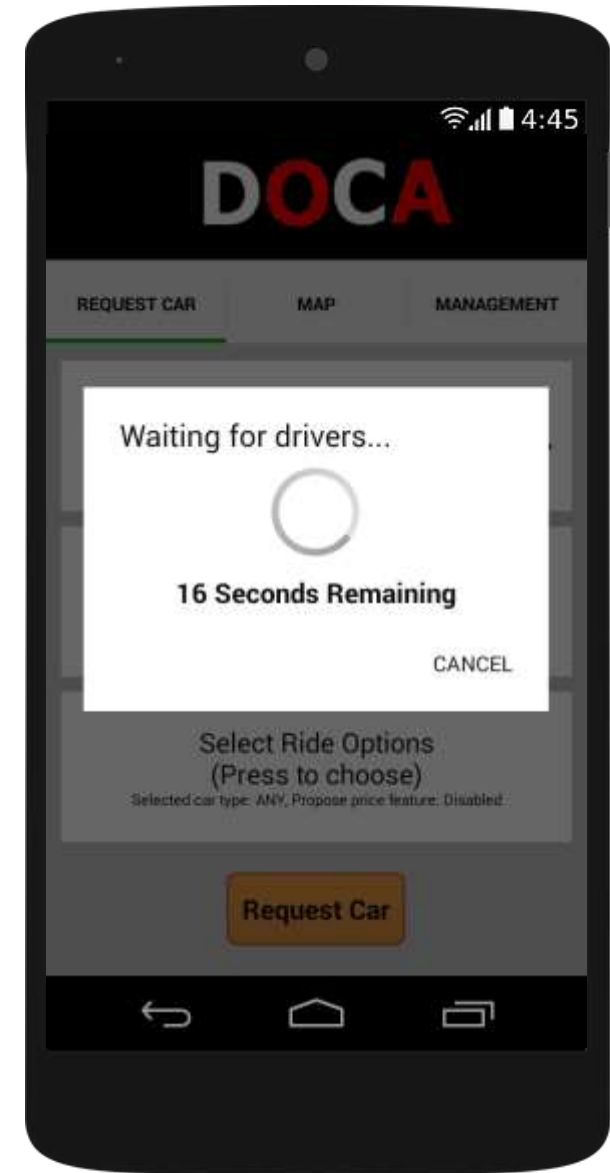 4:45
DOCA
REQUEST CAR MAP MANAGEMENT
Waiting for drivers...
16 Seconds Remaining
CANCEL
Select Ride Options
(Press to choose)
Selected car type: ANY, Propose price feature: Disabled
Request Car